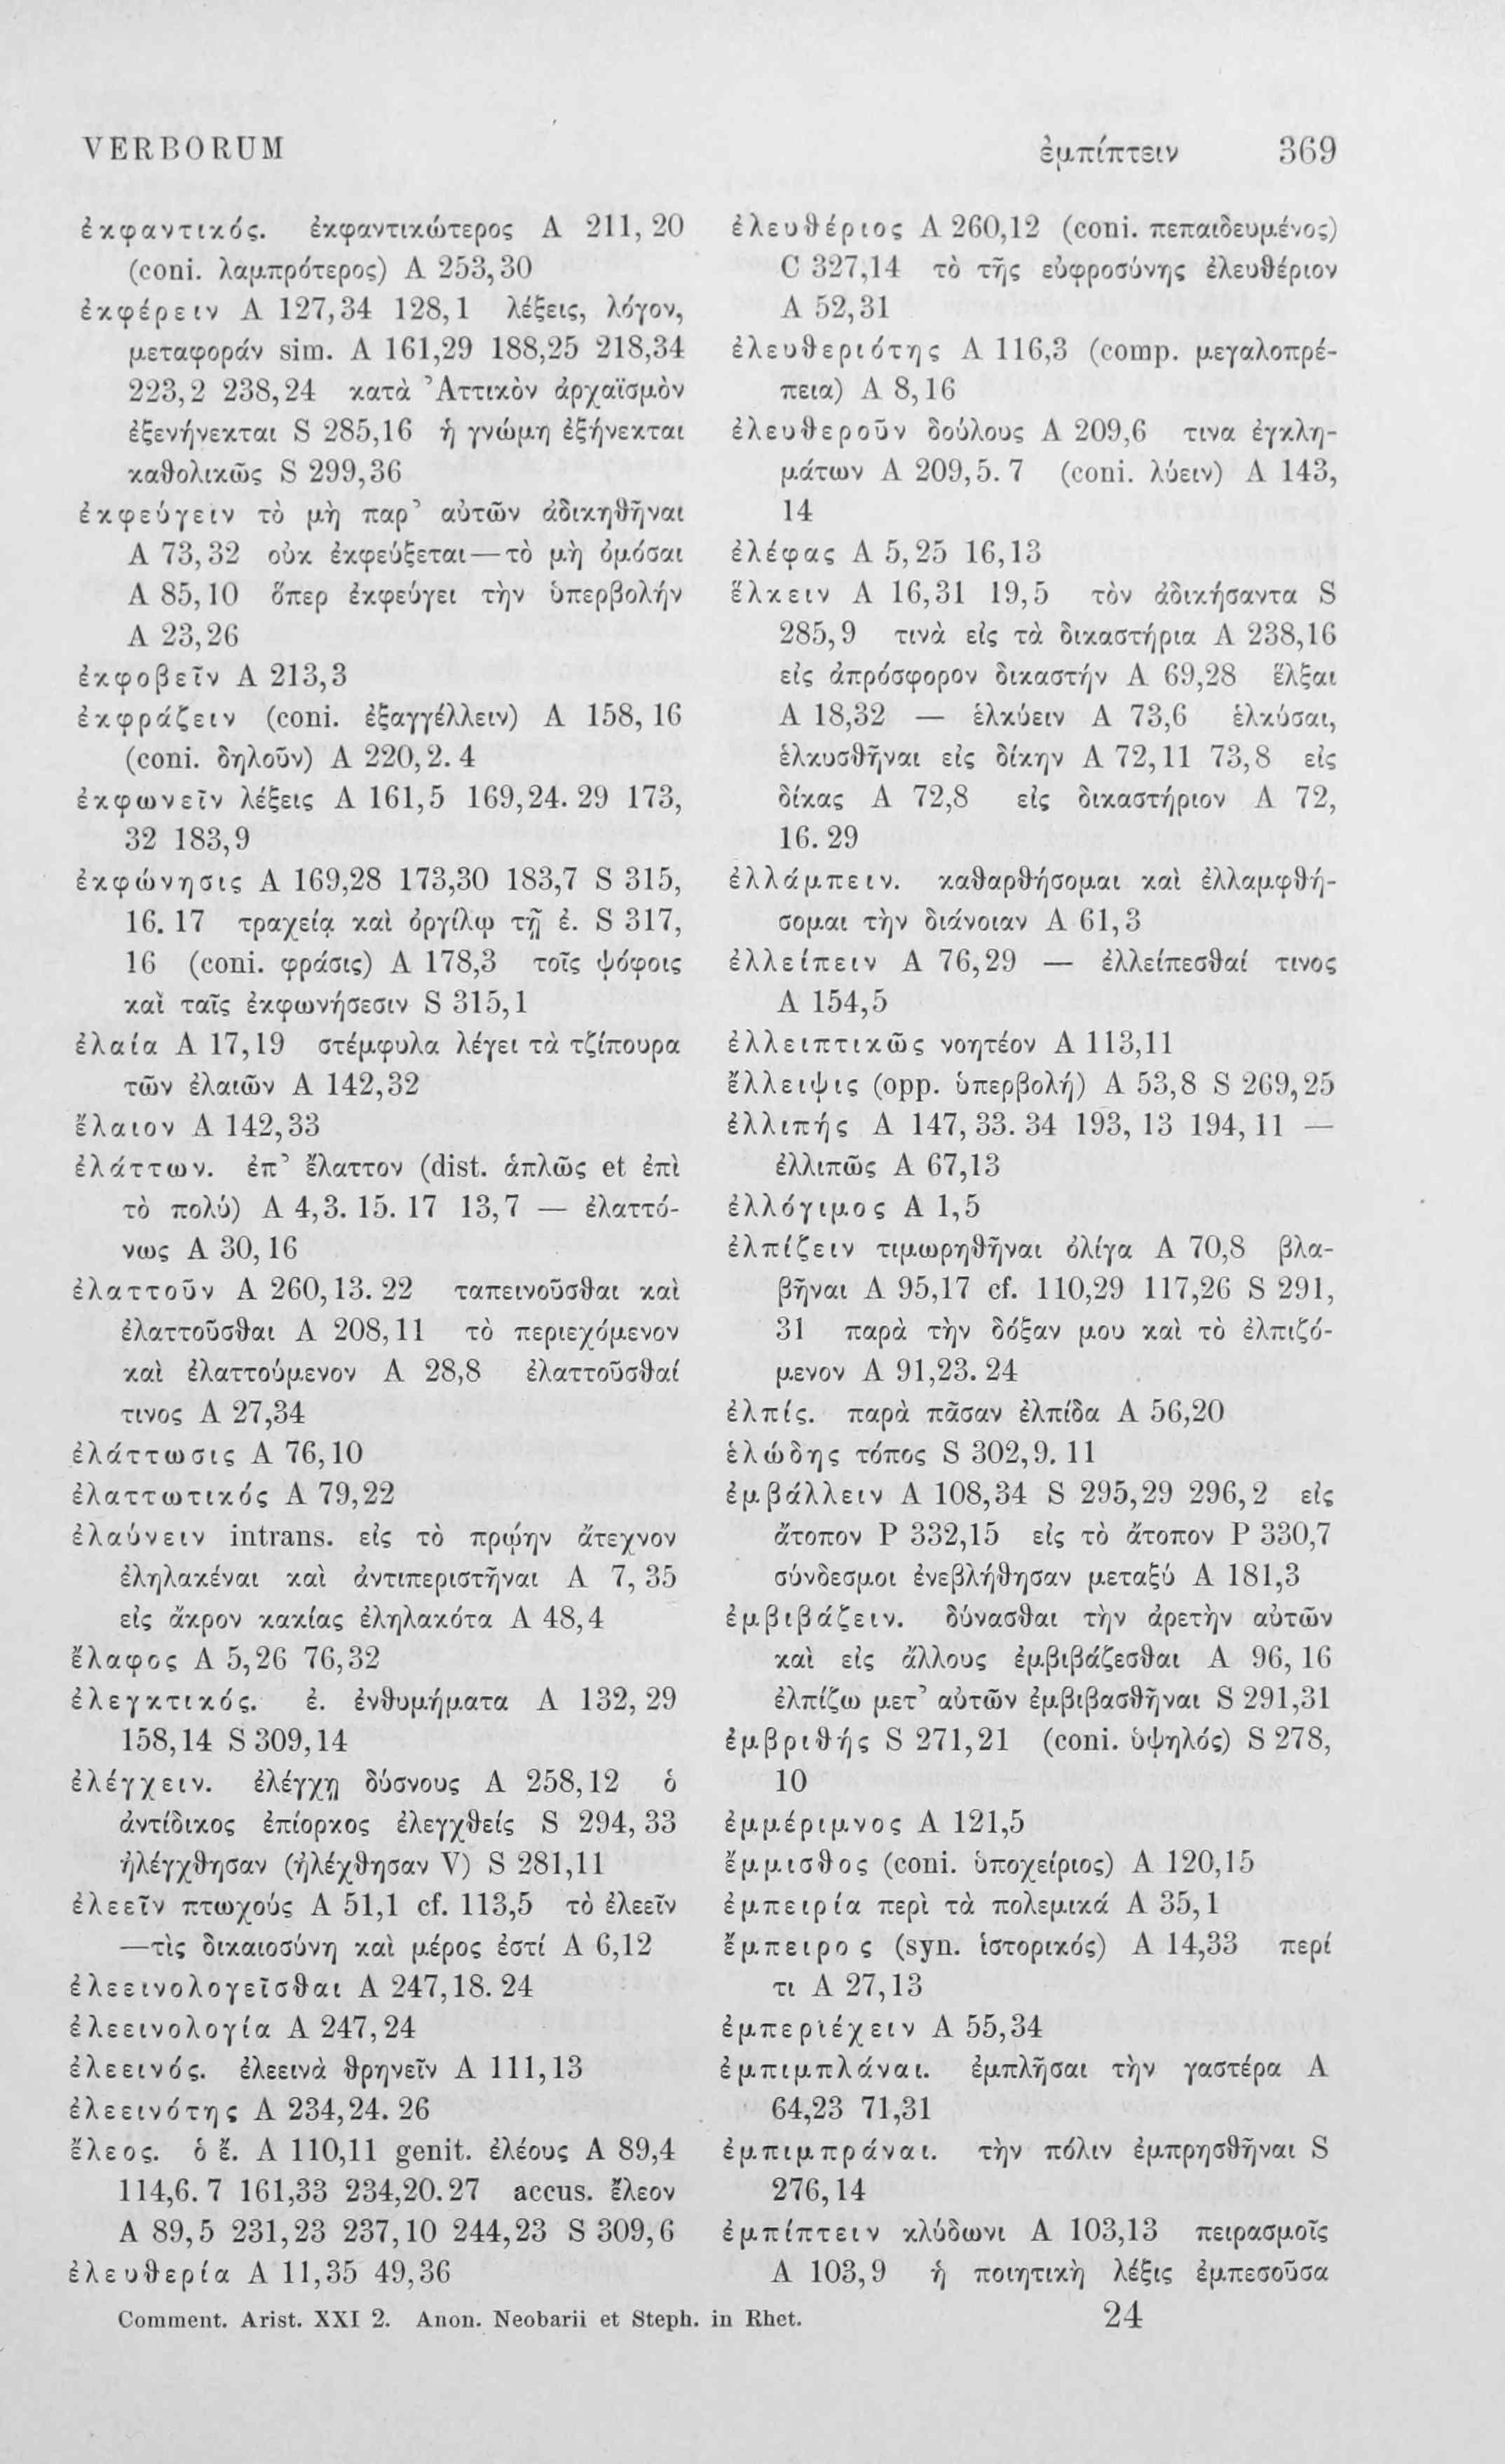 VERBORUM ἐμπίπτειν 369
ἐκφαντικός. ἐκφαντικώτερος A 211, 20
(coni. λαμπρότερος) A 253,30
ἐκφέρειν A 127,34 128,1 λέξεις, λόγον,
μεταφοράν sim. A 161,29 188,25 218,34
223,2 238,24 κατὰ Ἀττικὸν ἀρχαϊσμὸν
ἐξενήνεκται S 285,16 ἡ γνώμη ἐξήνεκται
καθολικῶς S 299,36
ἐκφεύγειν τὸ μὴ παρ’ αὐτῶν ἀδικηθῆναι
A 73,32 οὐκ ἐκφεύξεται—τὸ μὴ ὀμόσαι
A 85,10 ὅπερ ἐκφεύγει τὴν ὑπερβολήν
A 23,26
ἐκφοβεῖν A 213,3
ἐκφράζειν (coni. ἐξαγγέλλειν) A 158, 16
(coni. δηλοῦν) A 220,2. 4
ἐκφωνεῖν λέξεις A 161,5 169,24. 29 173,
32 183,9
ἐκφώνησις A 169,28 173,30 183,7 S 315,
16. 17 τραχείᾳ καὶ ὀργίλῳ τῇ ἐ. S 317,
16 (coni. φράσις) A 178,3 τοῖς ψόφοις
καὶ ταῖς ἐκφωνήσεσιν S 315,1
ἐλαία A 17,19 στέμφυλα λέγει τὰ τζίπουρα
τῶν ἐλαιῶν A 142,32
ἔλαιον A 142,33
ἐλάττων. ἐπ’ ἔλαττον (dist. ἁπλῶς et ἐπὶ
τὸ πολύ) A 4,3. 15. 17 13,7 — ἐλαττό-
νως A 30,16
ἐλαττοῦν A 260,13. 22 ταπεινοῦσθαι καὶ
ἐλαττοῦσθαι A 208,11 τὸ περιεχόμενον
καὶ ἐλαττούμενον A 28,8 ἐλαττοῦσθαί
τινος A 27,34
ἐλάττωσις A 76,10
ἐλαττωτικός A 79,22
ἐλαύνειν intrans. εἰς τὸ πρῴην ἄτεχνον
ἐληλακέναι καὶ ἀντιπεριστῆναι A 7, 35
εἰς ἄκρον κακίας ἐληλακότα A 48,4
ἔλαφος A 5,26 76,32
ἐλεγκτικός. ἐ. ἐνθυμήματα A 132, 29
158,14 S 309,14
ἐλέγχειν. ἐλέγχῃ δύσνους A 258,12 ὁ
ἀντίδικος ἐπίορκος ἐλεγχθείς S 294, 33
ἠλέγχθησαν (ἠλέχθησαν V) S 281,11
ἐλεεῖν πτωχούς A 51,1 cf. 113,5 τὸ ἐλεεῖν
—τὶς δικαιοσύνη καὶ μέρος ἐστί A 6,12
ἐλεεινολογεῖσθαι A 247,18. 24
ἐλεεινολογία A 247,24
ἐλεεινός. ἐλεεινὰ θρηνεῖν A 111,13
ἐλεεινότης A 234,24. 26
ἔλεος. ὁ ἔ. A 110,11 genit. ἐλέους A 89,4
114,6. 7 161,33 234,20. 27 accus. ἔλεον
A 89,5 231,23 237,10 244,23 S 309,6
ἐλευθερία A 11,35 49,36
ἐλευθέριος A 260,12 (coni. πεπαιδευμένος)
C 327,14 τὸ τῆς εὐφροσύνης ἐλευθέριον
A 52,31
ἐλευθεριότης A 116,3 (comp. μεγαλοπρέ-
πεια) A 8,16
ἐλευθεροῦν δούλους A 209,6 τινα ἐγκλη-
μάτων A 209,5. 7 (coni. λύειν) A 143,
14
ἐλέφας A 5,25 16,13
ἕλκειν A 16,31 19,5 τὸν ἀδικήσαντα S
285,9 τινὰ εἰς τὰ δικαστήρια A 238,16
εἰς ἀπρόσφορον δικαστήν A 69,28 ἕλξαι
A 18,32 — ἑλκύειν A 73,6 ἑλκύσαι,
ἑλκυσθῆναι εἰς δίκην A 72,11 73,8 εἰς
δίκας A 72,8 εἰς δικαστήριον A 72,
16. 29
ἐλλάμπειν. καθαρθήσομαι καὶ ἐλλαμφθή-
σομαι τὴν διάνοιαν A 61,3
ἐλλείπειν A 76,29 — ἐλλείπεσθαί τινος
A 154,5
ἐλλειπτικῶς νοητέον A 113,11
ἔλλειψις (opp. ὑπερβολή) A 53,8 S 269,25
ἐλλιπής A 147, 33. 34 193, 13 194, 11 —
ἐλλιπῶς A 67,13
ἐλλόγιμος A 1,5
ἐλπίζειν τιμωρηθῆναι ὀλίγα A 70,8 βλα-
βῆναι A 95,17 cf. 110,29 117,26 S 291,
31 παρὰ τὴν δόξαν μου καὶ τὸ ἐλπιζό-
μενον A 91,23. 24
ἐλπίς. παρὰ πᾶσαν ἐλπίδα A 56,20
ἑλώδης τόπος S 302,9. 11
ἐμβάλλειν A 108,34 S 295,29 296,2 εἰς
ἄτοπον P 332,15 εἰς τὸ ἄτοπον P 330,7
σύνδεσμοι ἐνεβλήθησαν μεταξύ A 181,3
ἐμβιβάζειν. δύνασθαι τὴν ἀρετὴν αὐτῶν
καὶ εἰς ἄλλους ἐμβιβάζεσθαι A 96, 16
ἐλπίζω μετ’ αὐτῶν ἐμβιβασθῆναι S 291,31
ἐμβριθής S 271,21 (coni. ὑψηλός) S 278,
10
ἐμμέριμνος A 121,5
ἔμμισθος (coni. ὑποχείριος) A 120,15
ἐμπειρία περὶ τὰ πολεμικά A 35,1
ἔμπειρος (syn. ἱστορικός) A 14,33 περί
τι A 27,13
ἐμπεριέχειν A 55,34
ἐμπιμπλάναι. ἐμπλῆσαι τὴν γαστέρα A
64,23 71,31
ἐμπιμπράναι. τὴν πόλιν ἐμπρησθῆναι S
276,14
ἐμπίπτειν κλύδωνι A 103,13 πειρασμοῖς
A 103,9 ἡ ποιητικὴ λέξις ἐμπεσοῦσα
Comment. Arist. XXI 2. Anon. Neobarii et Steph. in Rhet. 24